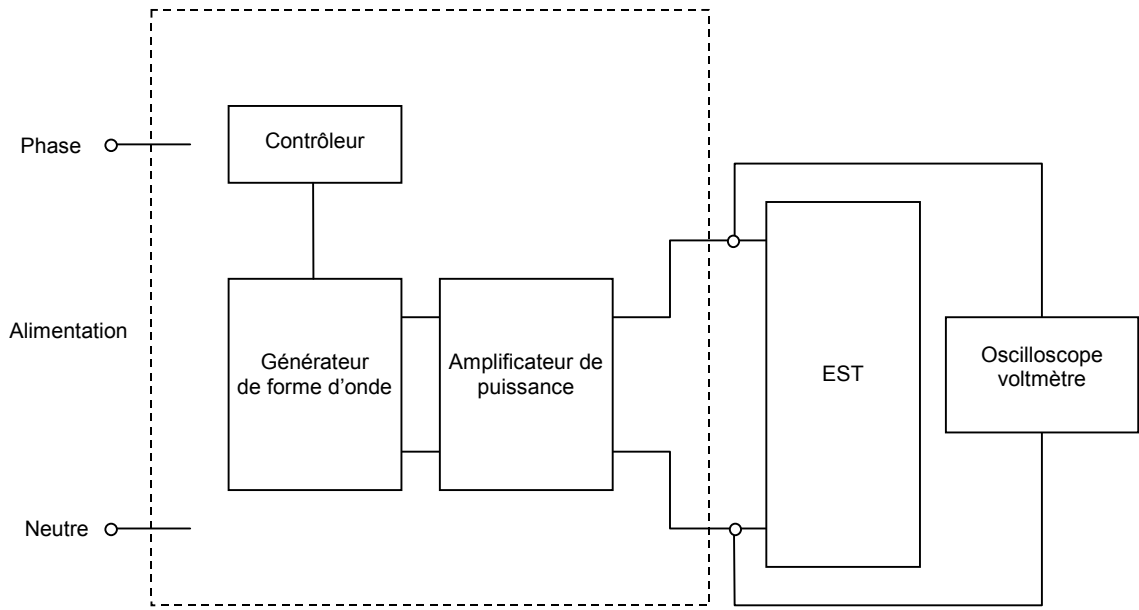 Phase
Contrôleur
Alimentation
Générateur
de forme d'onde
Amplificateur de
puissance
EST
Oscilloscope
voltmètre
Neutre